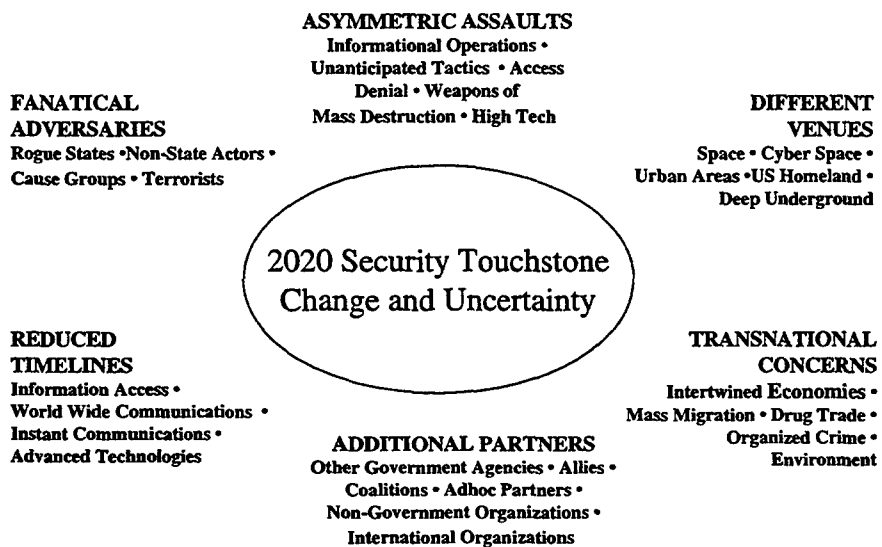 ASYMMETRIC ASSAULTS
Informational Operations •
Unanticipated Tactics • Access
Denial • Weapons of
Mass Destruction • High Tech
FANATICAL
ADVERSARIES
Rogue States •Non-State Actors •
Cause Groups • Terrorists
DIFFERENT
VENUES
Space • Cyber Space •
Urban Areas •US Homeland •
Deep Underground
2020 Security Touchstone
Change and Uncertainty
REDUCED
TIMELINES
Information Access •
World Wide Communications •
Instant Communications •
Advanced Technologies
TRANSNATIONAL
CONCERNS
Intertwined Economies •
Mass Migration • Drug Trade •
Organized Crime •
Environment
ADDITIONAL PARTNERS
Other Government Agencies • Allies •
Coalitions • Adhoc Partners •
Non-Government Organizations •
International Organizations